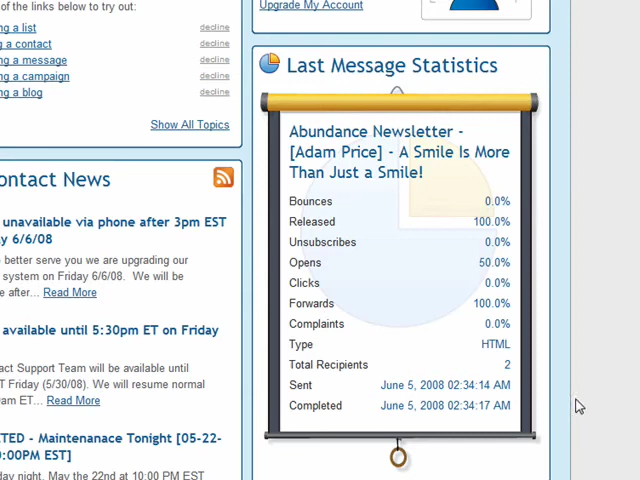 of the links below to try out:
ng a list decline
g a contact decline
ng a message decline
ng a campaign decline
ng a blog decline
Show All Topics
ontact News
unavailable via phone after 3pm EST
y 6/6/08
better serve you we are upgrading our
system on Friday 6/6/08. We will be
e after... Read More
available until 5:30pm ET on Friday
act Support Team will be available until
T Friday (5/30/08). We will resume normal
am ET... Read More
TED - Maintenanace Tonight [05-22-
0:00PM EST]
day night, May the 22nd at 10:00 PM EST
Upgrade My Account
Last Message Statistics
Abundance Newsletter -
[Adam Price] - A Smile Is More
Than Just a Smile!
Bounces 0.0%
Released 100.0%
Unsubscribes 0.0%
Opens 50.0%
Clicks 0.0%
Forwards 100.0%
Complaints 0.0%
Type HTML
Total Recipients 2
Sent June 5, 2008 02:34:14 AM
Completed June 5, 2008 02:34:17 AM